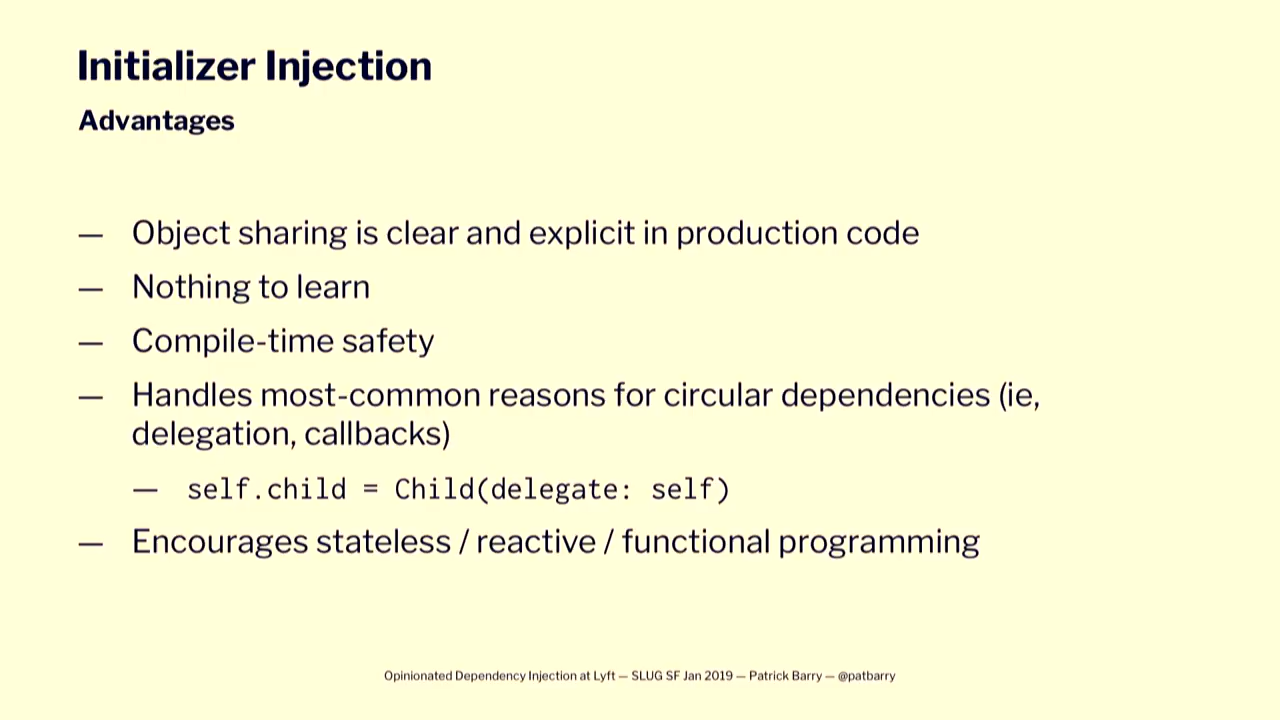 Initializer Injection
Advantages
— Object sharing is clear and explicit in production code
— Nothing to learn
— Compile-time safety
— Handles most-common reasons for circular dependencies (ie,
delegation, callbacks)
— self.child = Child(delegate: self)
— Encourages stateless / reactive / functional programming
Opinionated Dependency Injection at Lyft — SLUG SF Jan 2019 — Patrick Barry — @patbarry